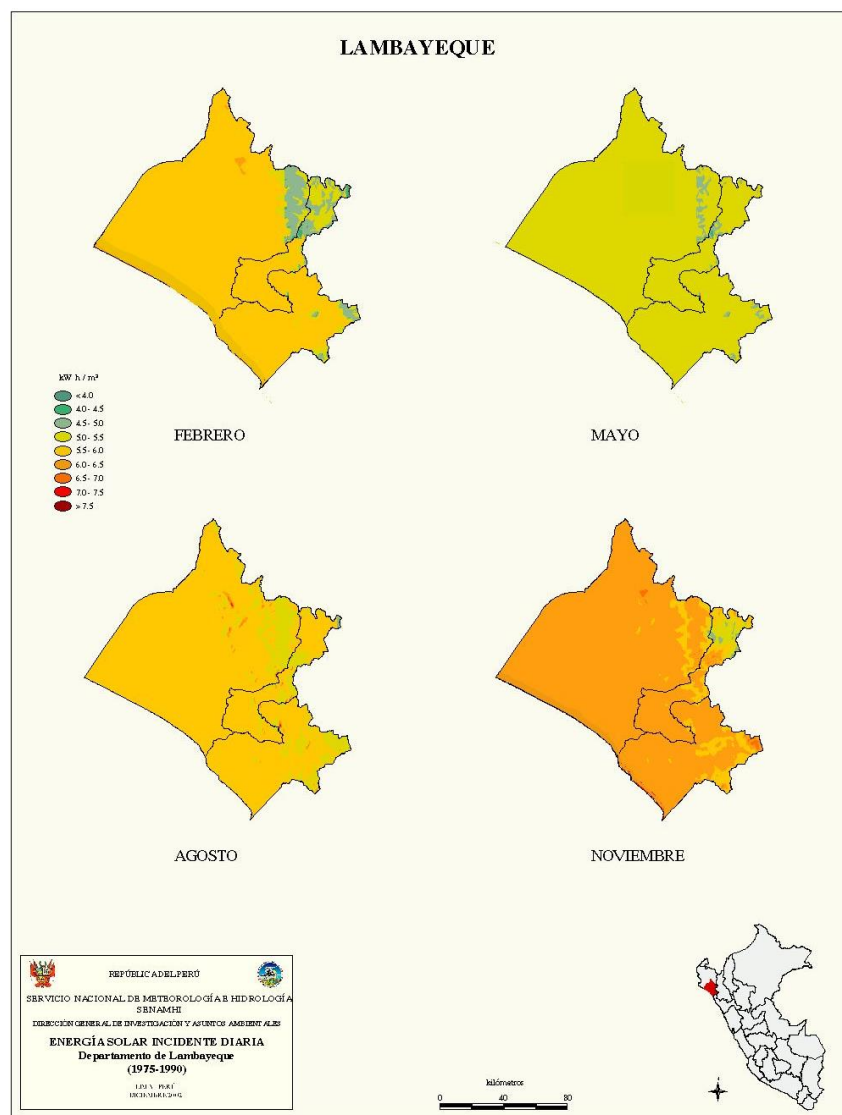 LAMBAYEQUE
FEBRERO
MAYO
kW h / m²
< 4.0
4.0 - 4.5
4.5 - 5.0
5.0 - 5.5
5.5 - 6.0
6.0 - 6.5
6.5 - 7.0
7.0 - 7.5
> 7.5
AGOSTO
NOVIEMBRE
REPÚBLICA DEL PERÚ
SERVICIO NACIONAL DE METEOROLOGÍA E HIDROLOGÍA
SENAMHI
DIRECCIÓN GENERAL DE INVESTIGACIÓN Y ASUNTOS AMBIENTALES
ENERGÍA SOLAR INCIDENTE DIARIA
Departamento de Lambayeque
(1975-1990)
LIMA - PERÚ
kilómetros
40 0 40 80